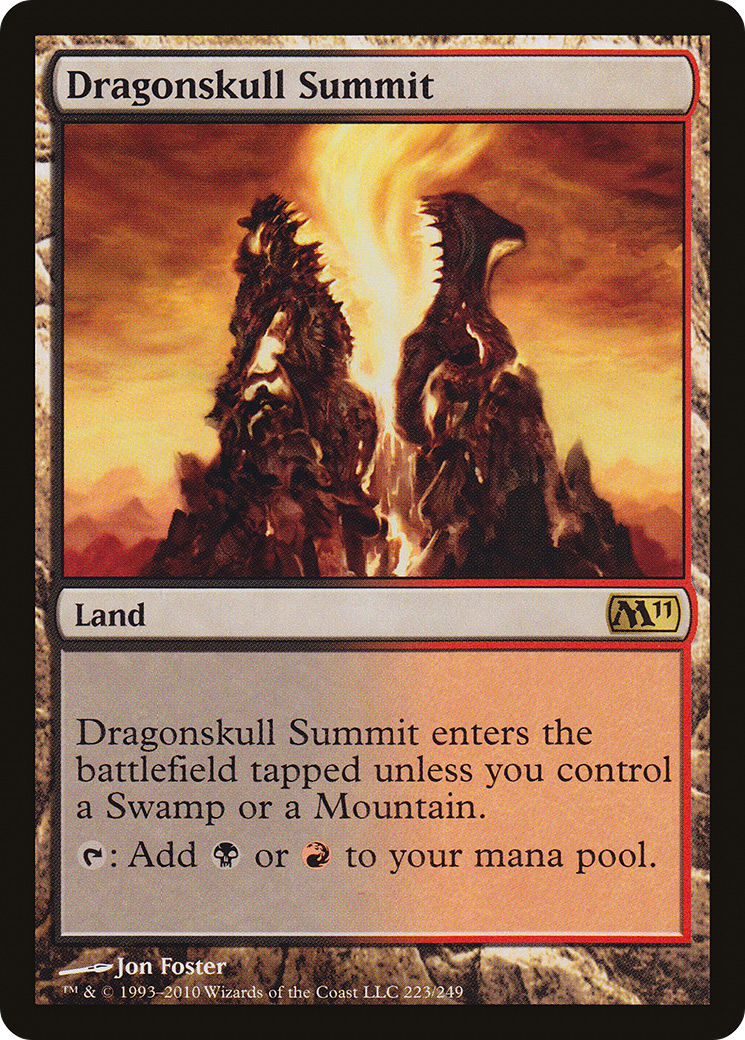 Dragonskull Summit
Land
M11
Dragonskull Summit enters the
battlefield tapped unless you control
a Swamp or a Mountain.
: Add or to your mana pool.
Jon Foster
™ & © 1993–2010 Wizards of the Coast LLC 223/249